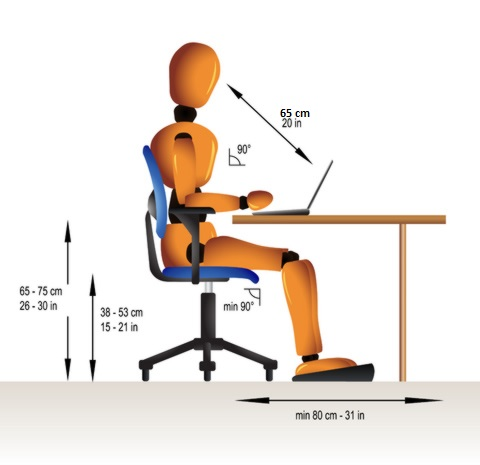 65 cm
20 in
90°
65 - 75 cm
26 - 30 in
38 - 53 cm
15 - 21 in
min 90°
min 80 cm - 31 in